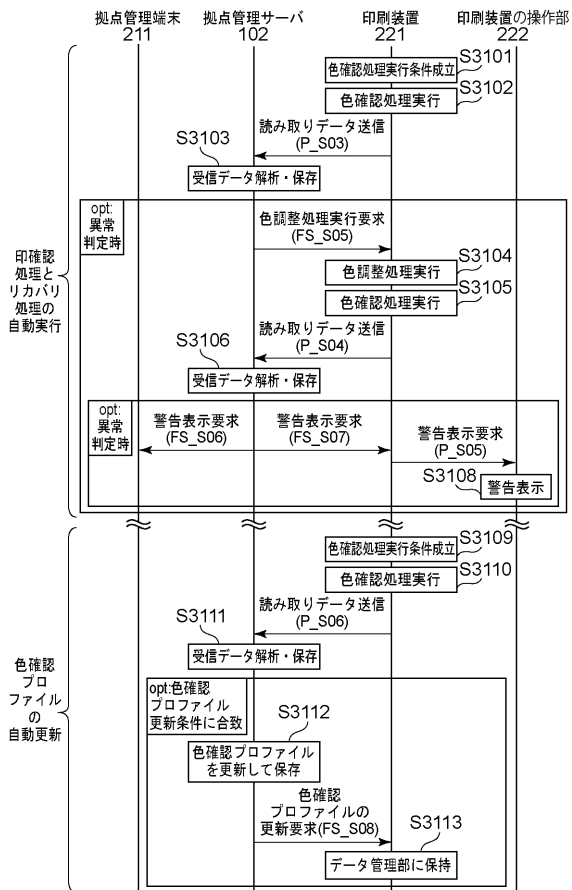 拠点管理端末
211
拠点管理サーバ
102
印刷装置
221
印刷装置の操作部
222
S3101
色確認処理実行条件成立
S3102
色確認処理実行
読み取りデータ送信
(P_S03)
S3103
受信データ解析・保存
印確認
処理と
リカバリ
処理の
自動実行
opt:
異常
判定時
色調整処理実行要求
(FS_S05)
S3104
色調整処理実行
S3105
色確認処理実行
読み取りデータ送信
(P_S04)
S3106
受信データ解析・保存
opt:
異常
判定時
警告表示要求
(FS_S06)
警告表示要求
(FS_S07)
警告表示要求
(P_S05)
S3108
警告表示
色確認
プロ
ファイル
の
自動更新
S3109
色確認処理実行条件成立
S3110
色確認処理実行
読み取りデータ送信
(P_S06)
S3111
受信データ解析・保存
opt:色確認
プロファイル
更新条件に合致
S3112
色確認プロファイル
を更新して保存
色確認
プロファイルの
更新要求(FS_S08)
S3113
データ管理部に保持